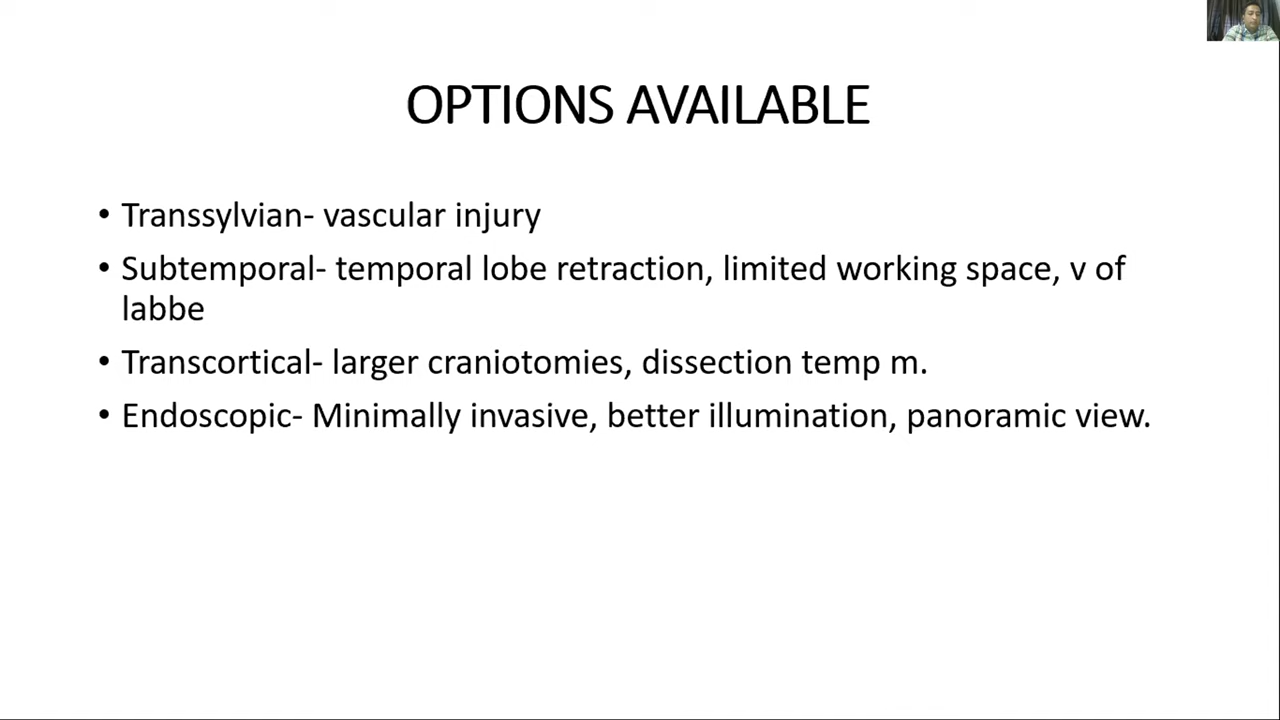 OPTIONS AVAILABLE
• Transsylvian- vascular injury
• Subtemporal- temporal lobe retraction, limited working space, v of
labbe
• Transcortical- larger craniotomies, dissection temp m.
• Endoscopic- Minimally invasive, better illumination, panoramic view.